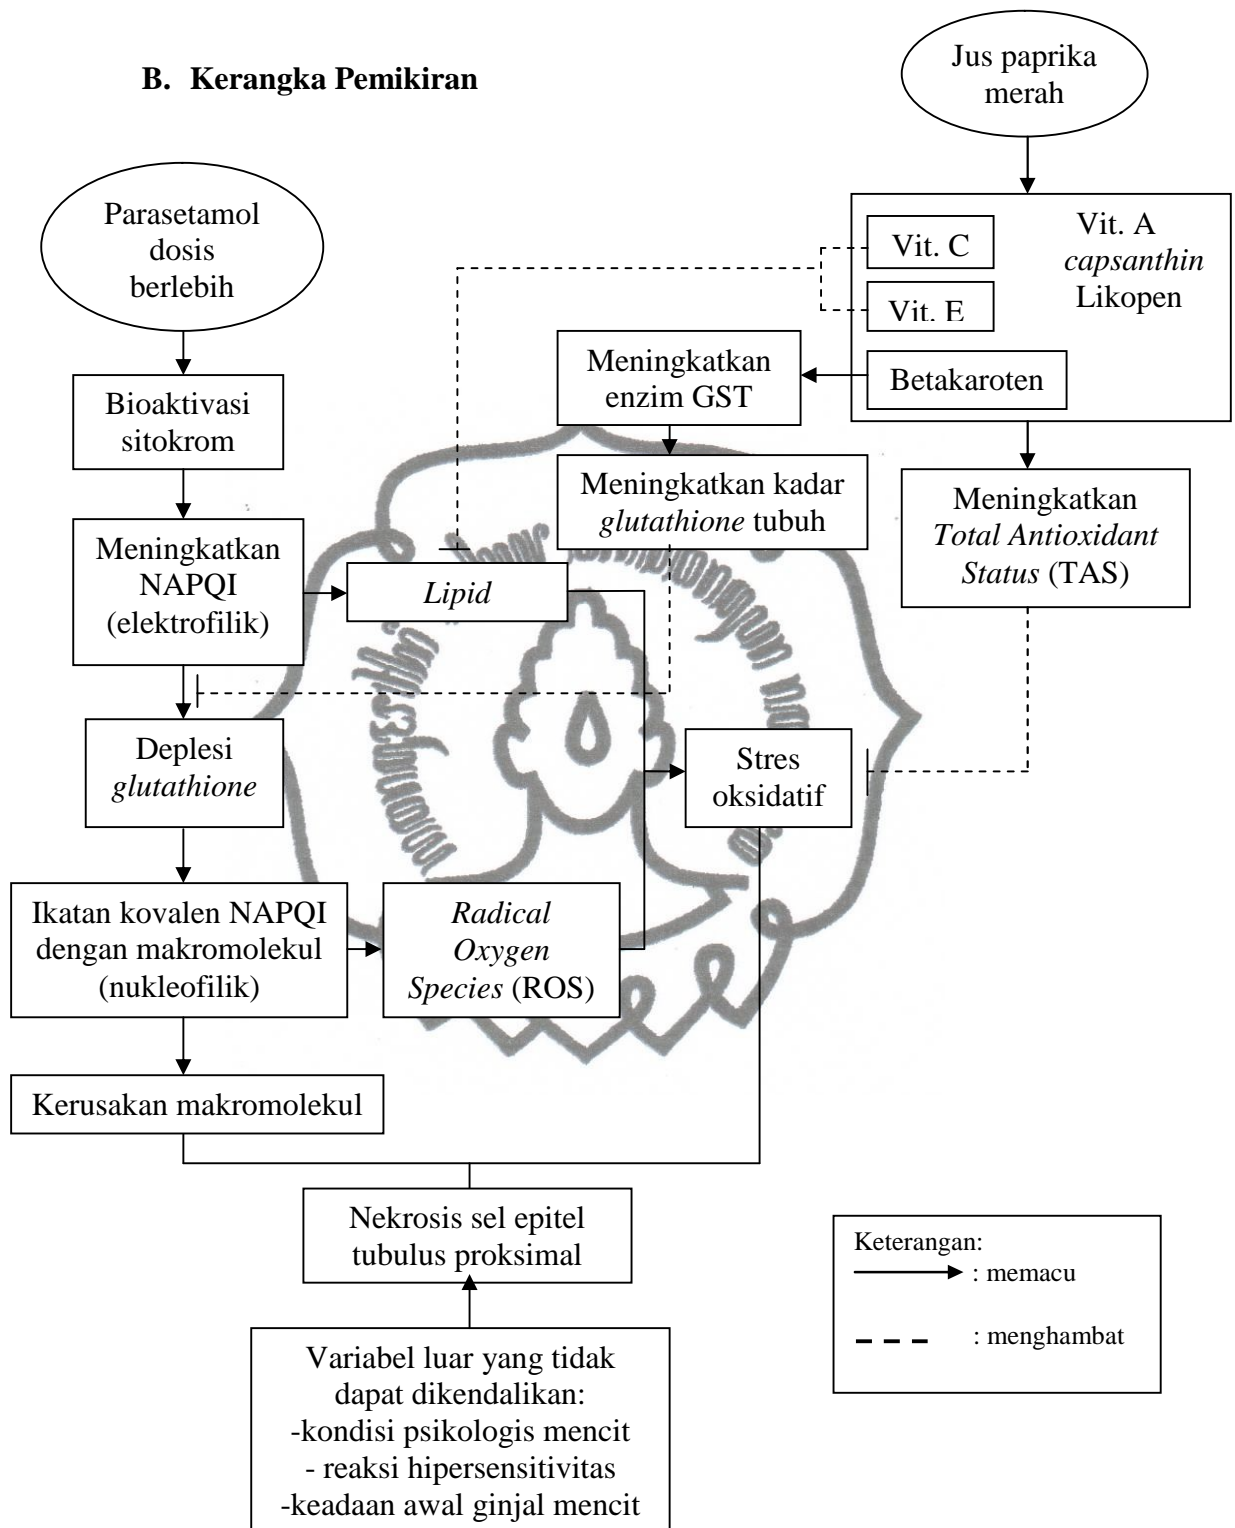 B. Kerangka Pemikiran
Jus paprika
merah
Parasetamol
dosis
berlebih
Vit. C
Vit. E
Betakaroten
Vit. A
capsanthin
Likopen
Meningkatkan
enzim GST
Bioaktivasi
sitokrom
Meningkatkan kadar
glutathione tubuh
Meningkatkan
Total Antioxidant
Status (TAS)
Meningkatkan
NAPQI
(elektrofilik)
Lipid
Deplesi
glutathione
Stres
oksidatif
Ikatan kovalen NAPQI
dengan makromolekul
(nukleofilik)
Radical
Oxygen
Species (ROS)
Kerusakan makromolekul
Nekrosis sel epitel
tubulus proksimal
Keterangan:
: memacu
: menghambat
Variabel luar yang tidak
dapat dikendalikan:
-kondisi psikologis mencit
- reaksi hipersensitivitas
-keadaan awal ginjal mencit